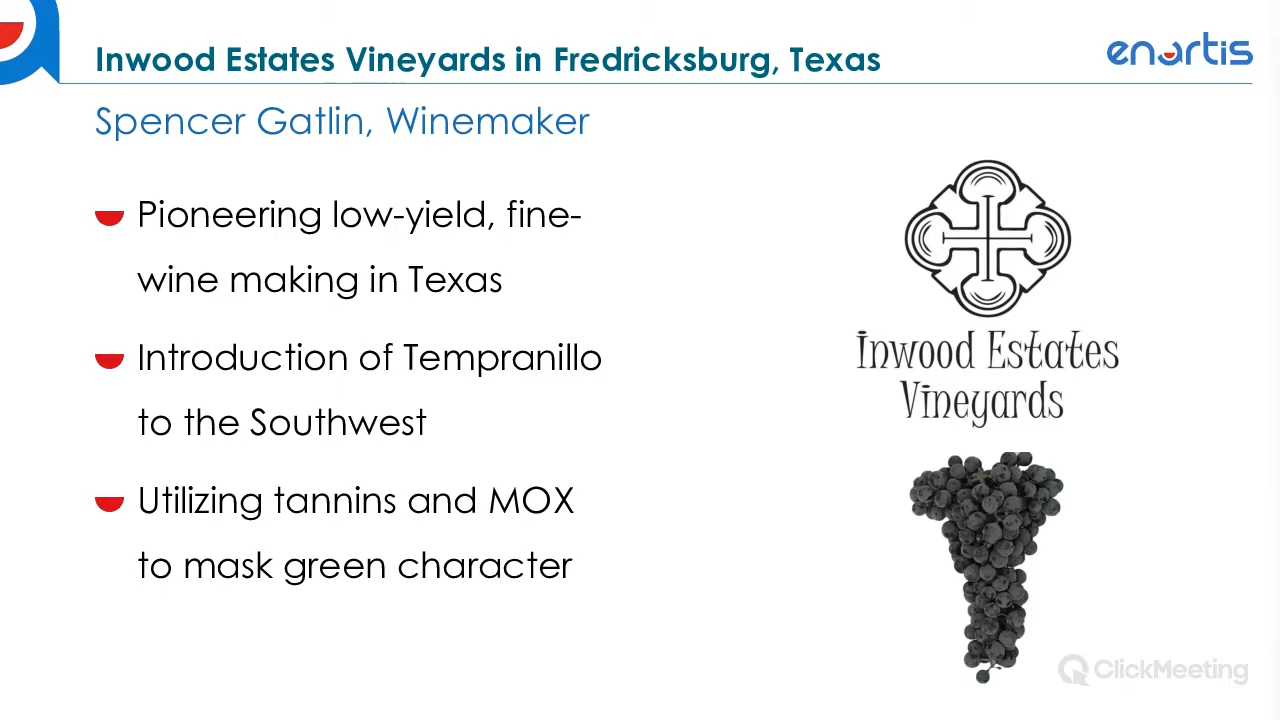 Inwood Estates Vineyards in Fredricksburg, Texas
enartis
Spencer Gatlin, Winemaker
Pioneering low-yield, fine-
wine making in Texas
Introduction of Tempranillo
to the Southwest
Utilizing tannins and MOX
to mask green character
Inwood Estates
Vineyards
ClickMeeting